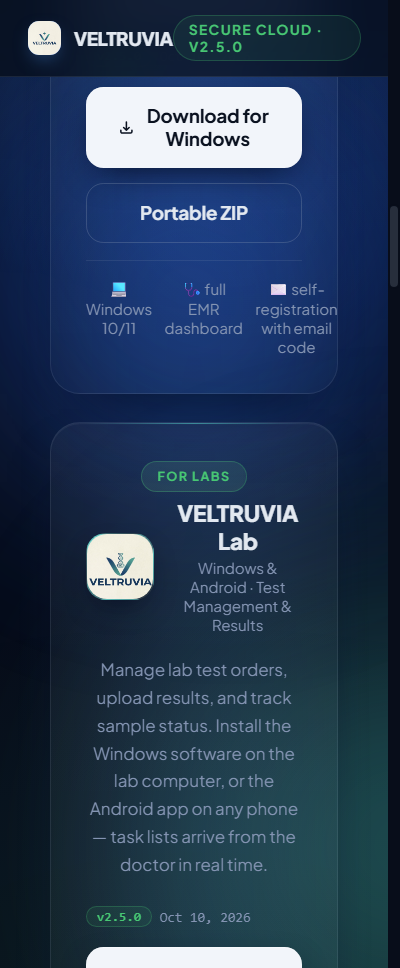 VELTRUVIA
VELTRUVIA
SECURE CLOUD ·
V2.5.0
Download for
Windows
Portable ZIP
Windows
10/11
full
EMR
dashboard
self-
registration
with email
code
FOR LABS
VELTRUVIA
VELTRUVIA
Lab
Windows &
Android · Test
Management &
Results
Manage lab test orders,
upload results, and track
sample status. Install the
Windows software on the
lab computer, or the
Android app on any phone
— task lists arrive from the
doctor in real time.
v2.5.0 Oct 10, 2026